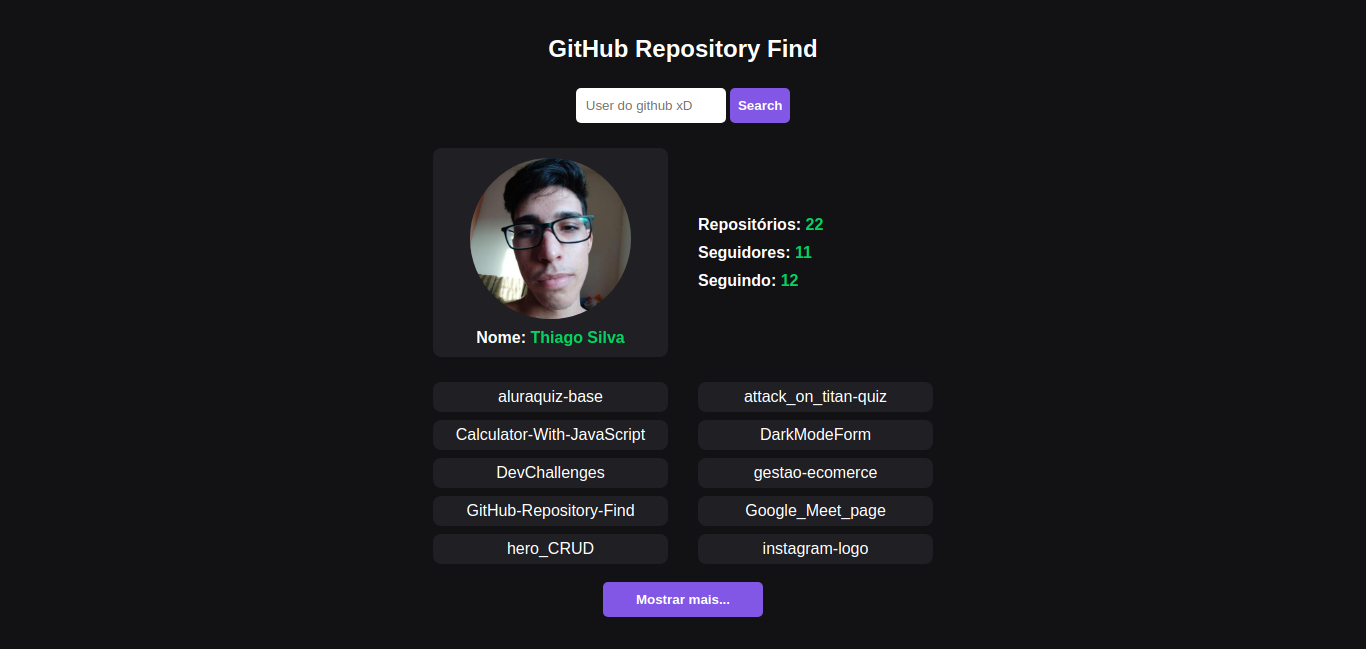 GitHub Repository Find
User do github xD
Search
Repositórios: 22
Seguidores: 11
Seguindo: 12
Nome: Thiago Silva
aluraquiz-base
attack_on_titan-quiz
Calculator-With-JavaScript
DarkModeForm
DevChallenges
gestao-ecomerce
GitHub-Repository-Find
Google_Meet_page
hero_CRUD
instagram-logo
Mostrar mais...